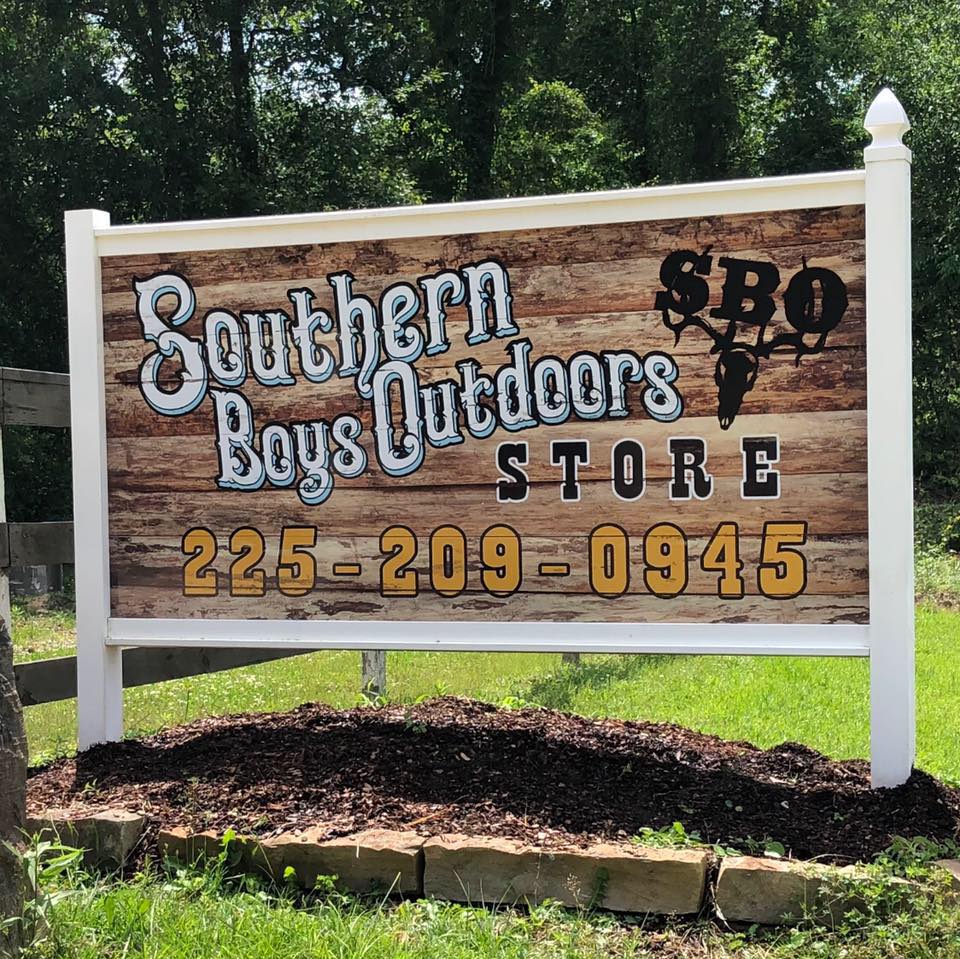 Southern
Boys Outdoors
SBO
STORE
225-209-0945